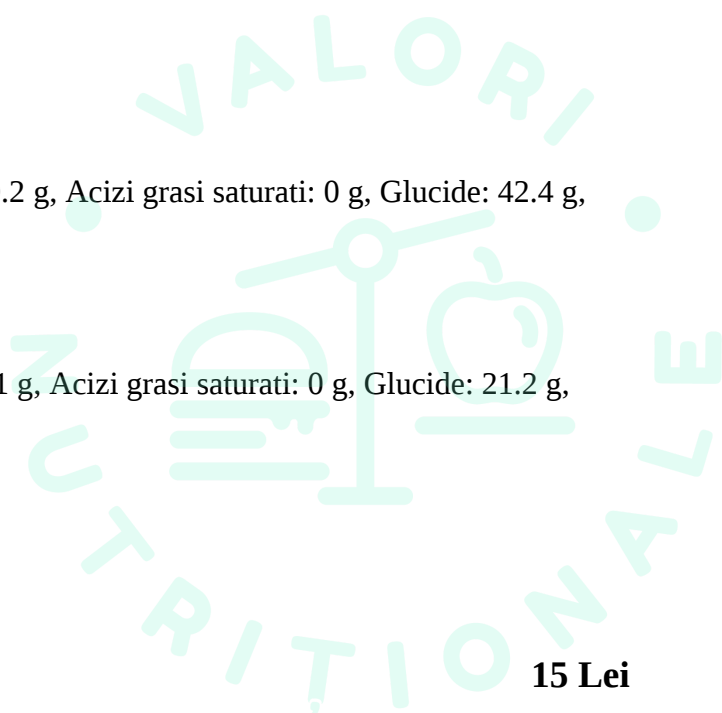 VALORI
.2 g, Acizi grasi saturati: 0 g, Glucide: 42.4 g,
1 g, Acizi grasi saturati: 0 g, Glucide: 21.2 g,
NUTRIȚIONALE
15 Lei